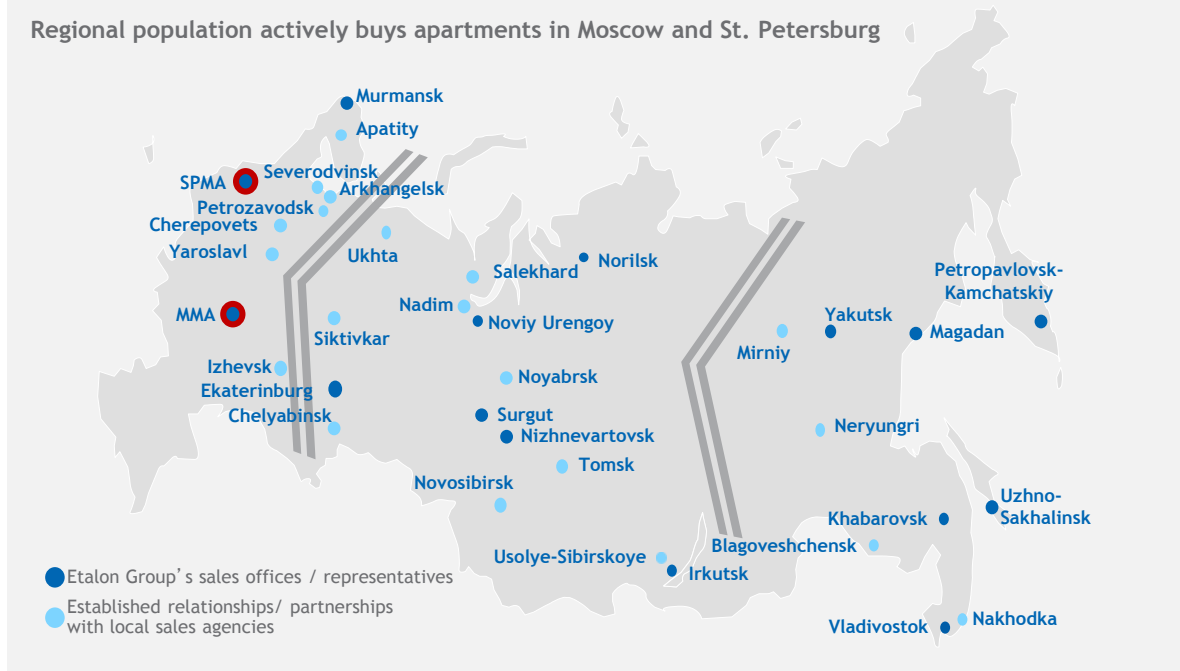 Regional population actively buys apartments in Moscow and St. Petersburg
Murmansk
Apatity
Severodvinsk
SPMA
Arkhangelsk
Petrozavodsk
Cherepovets
Yaroslavl
Ukhta
Salekhard
Norilsk
Petropavlovsk-
Kamchatskiy
Nadim
MMA
Noviy Urengoy
Yakutsk
Magadan
Siktivkar
Mirniy
Izhevsk
Noyabrsk
Ekaterinburg
Chelyabinsk
Surgut
Neryungri
Nizhnevartovsk
Tomsk
Novosibirsk
Uzhno-
Sakhalinsk
Khabarovsk
Blagoveshchensk
Usolye-Sibirskoye
Irkutsk
Etalon Group’s sales offices / representatives
Established relationships/ partnerships
with local sales agencies
Nakhodka
Vladivostok